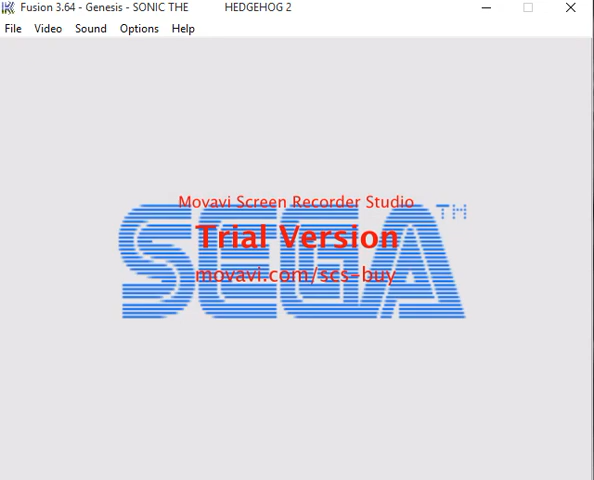 Fusion 3.64 - Genesis - SONIC THE HEDGEHOG 2
File Video Sound Options Help
Movavi Screen Recorder Studio
SEGA TM
Trial Version
movavi.com/scs-buy